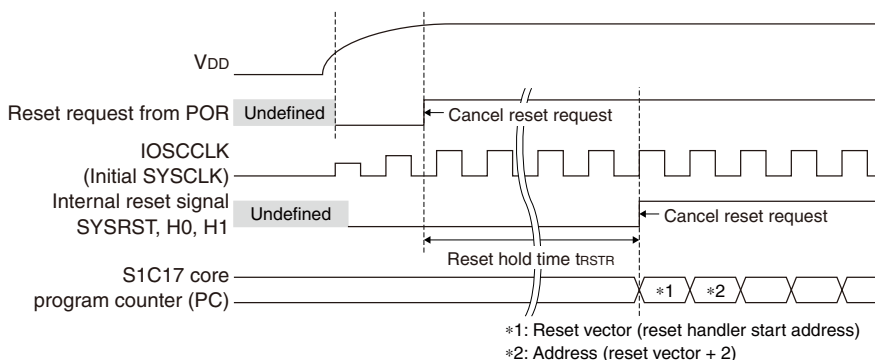 VDD
Reset request from POR
Undefined
Cancel reset request
IOSCCLK
(Initial SYSCLK)
Internal reset signal
SYSRST, H0, H1
Undefined
Cancel reset request
Reset hold time tRSTR
S1C17 core
program counter (PC)
*1
*2
*1: Reset vector (reset handler start address)
*2: Address (reset vector + 2)